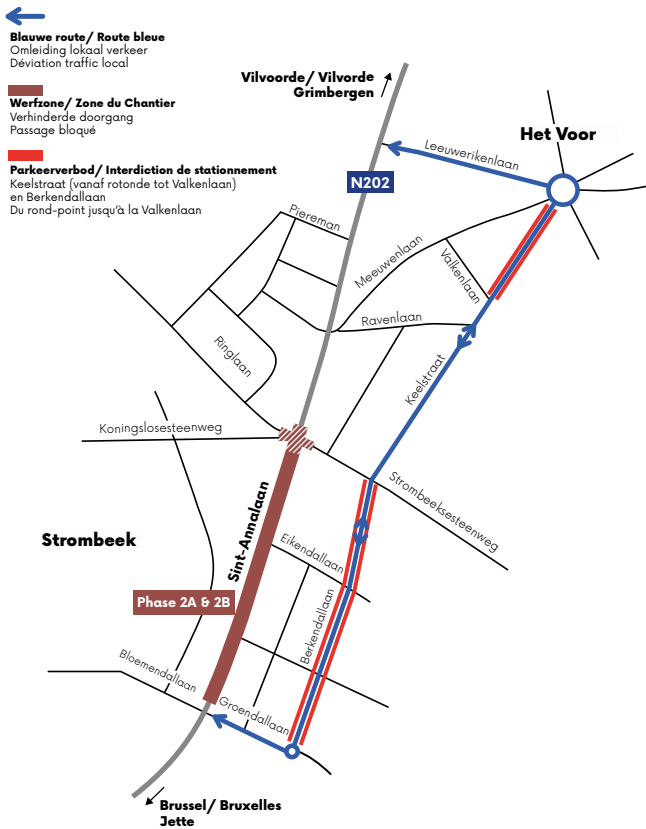 Blauwe route/ Route bleue
Omleiding lokaal verkeer
Déviation traffic local
Werfzone/ Zone du Chantier
Verhinderde doorgang
Passage bloqué
Parkeerverbod/ Interdiction de stationnement
Keelstraat (vanaf rotonde tot Valkenlaan)
en Berkendallaan
Du rond-point jusqu'à la Valkenlaan
Vilvoorde/ Vilvorde
Grimbergen
Het Voor
Leeuwerikenlaan
N202
Piereman
Meeuwenlaan
Valkenlaan
Ravenlaan
Ringlaan
Keelstraat
Koningslosesteenweg
Strombeeksesteenweg
Sint-Annalaan
Strombeek
Eikendallaan
Phase 2A & 2B
Berkendallaan
Bloemendallaan
Groendallaan
Brussel/ Bruxelles
Jette